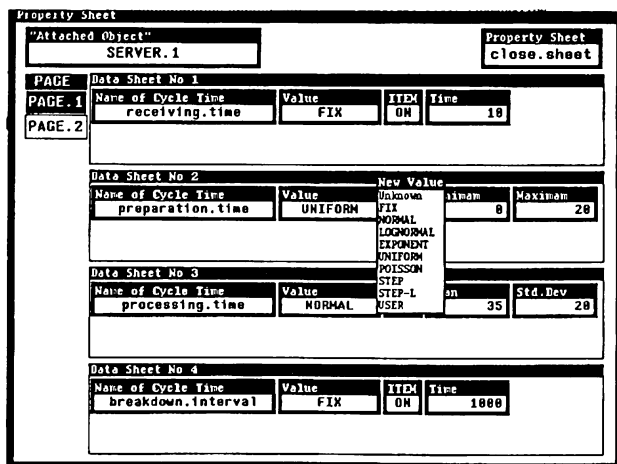 Property Sheet
"Attached Object"
SERVER.1
Property Sheet
close.sheet
PAGE
PAGE.1
PAGE.2
Data Sheet No 1
Name of Cycle Time Value ITEM Time
receiving.time FIX ON 10
Data Sheet No 2
Name of Cycle Time Value inimam Maximam
preparation.time UNIFORM 0 20
New Value
Unknown
FIX
NORMAL
LOGNORMAL
EXPONENT
UNIFORM
POISSON
STEP
STEP-L
USER
Data Sheet No 3
Name of Cycle Time Value an Std.Dev
processing.time NORMAL 35 20
Data Sheet No 4
Name of Cycle Time Value ITEM Time
breakdown.interval FIX ON 1000